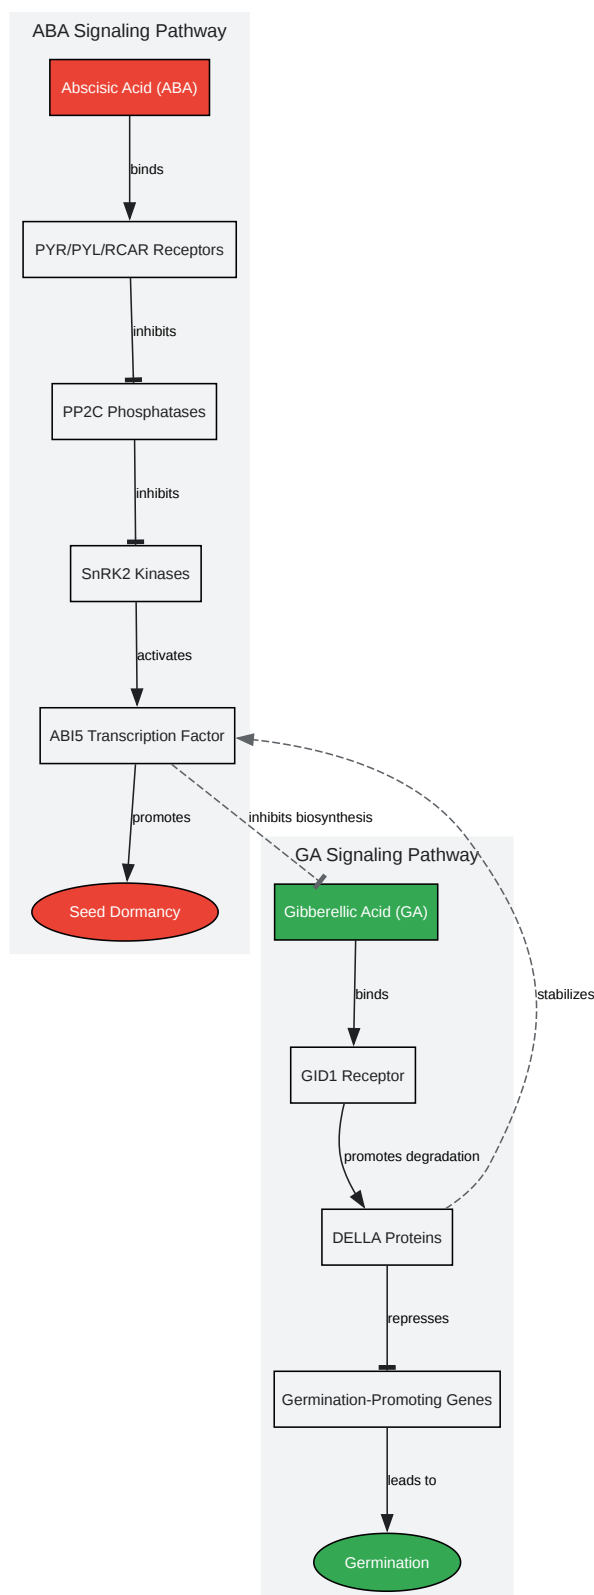 ABA Signaling Pathway
Abscisic Acid (ABA)
binds
PYR/PYL/RCAR Receptors
inhibits
PP2C Phosphatases
inhibits
SnRK2 Kinases
activates
ABI5 Transcription Factor
promotes
inhibits biosynthesis
Seed Dormancy
GA Signaling Pathway
Gibberellic Acid (GA)
binds
stabilizes
GID1 Receptor
promotes degradation
DELLA Proteins
represses
Germination-Promoting Genes
leads to
Germination